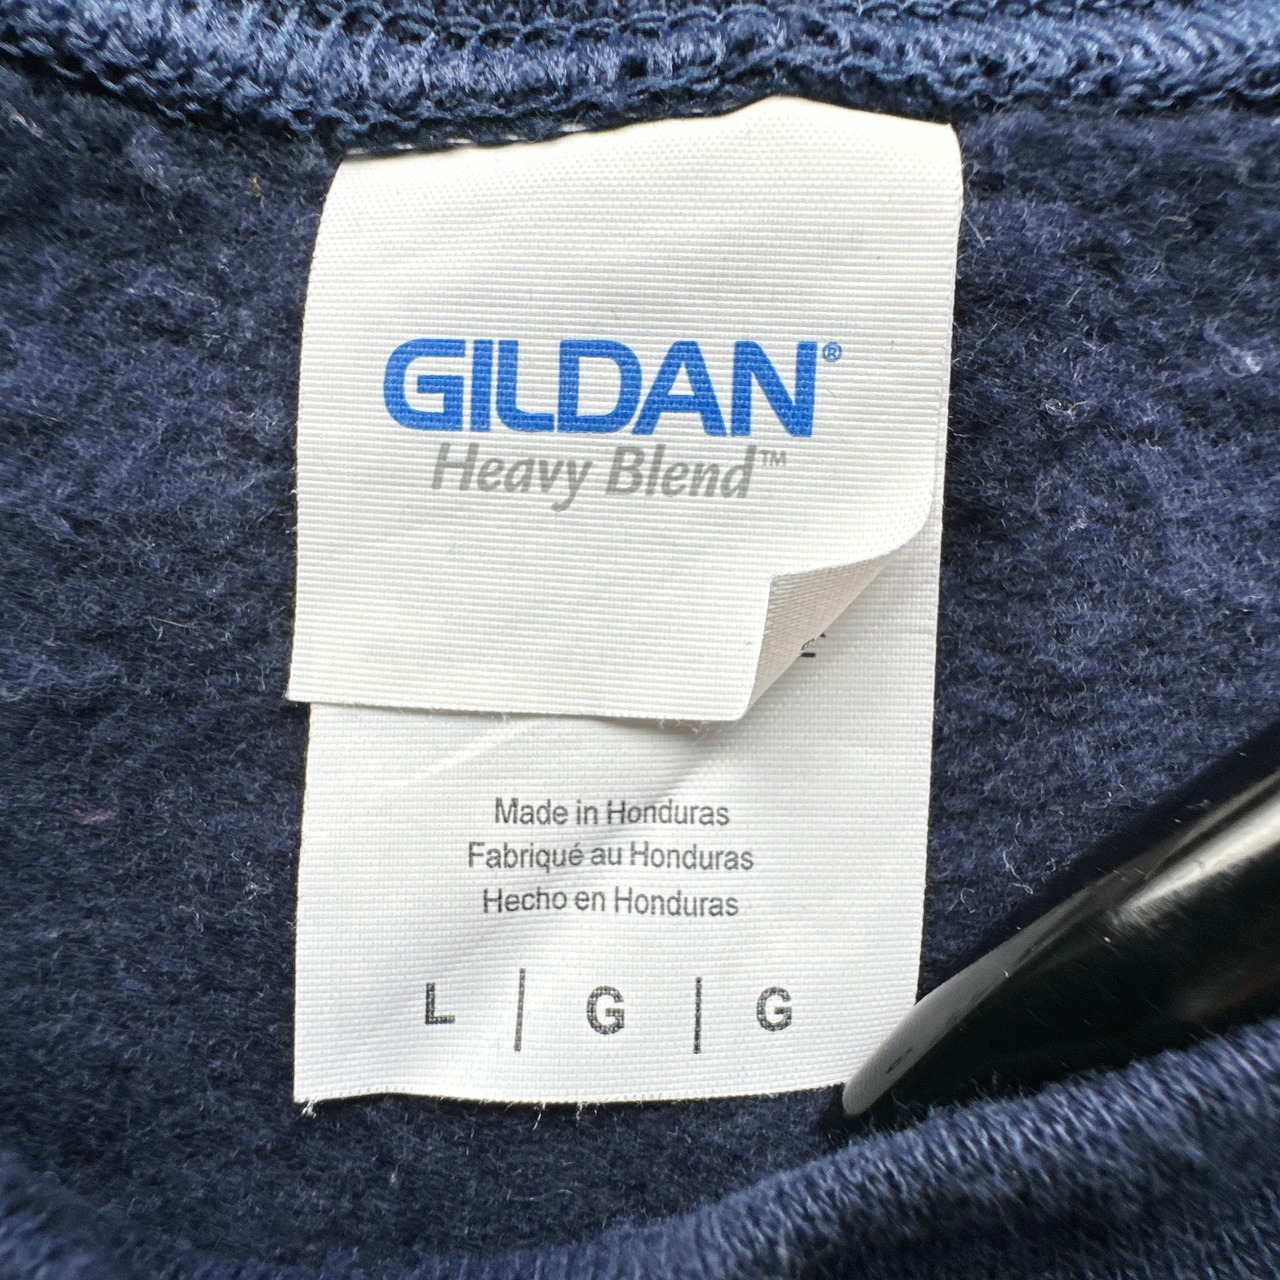 GILDAN®
Heavy Blend™
Made in Honduras
Fabriqué au Honduras
Hecho en Honduras
L | G | G